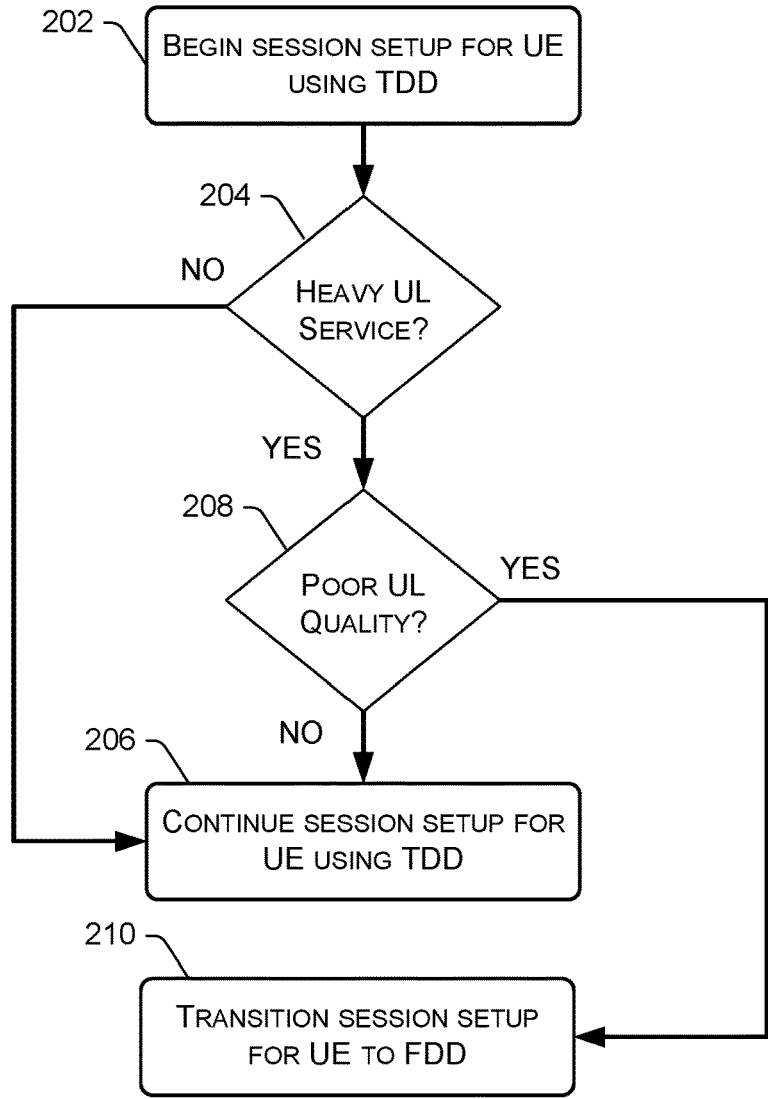 202
BEGIN SESSION SETUP FOR UE
USING TDD
204
NO
HEAVY UL
SERVICE?
YES
208
POOR UL
QUALITY?
YES
NO
206
CONTINUE SESSION SETUP FOR
UE USING TDD
210
TRANSITION SESSION SETUP
FOR UE TO FDD